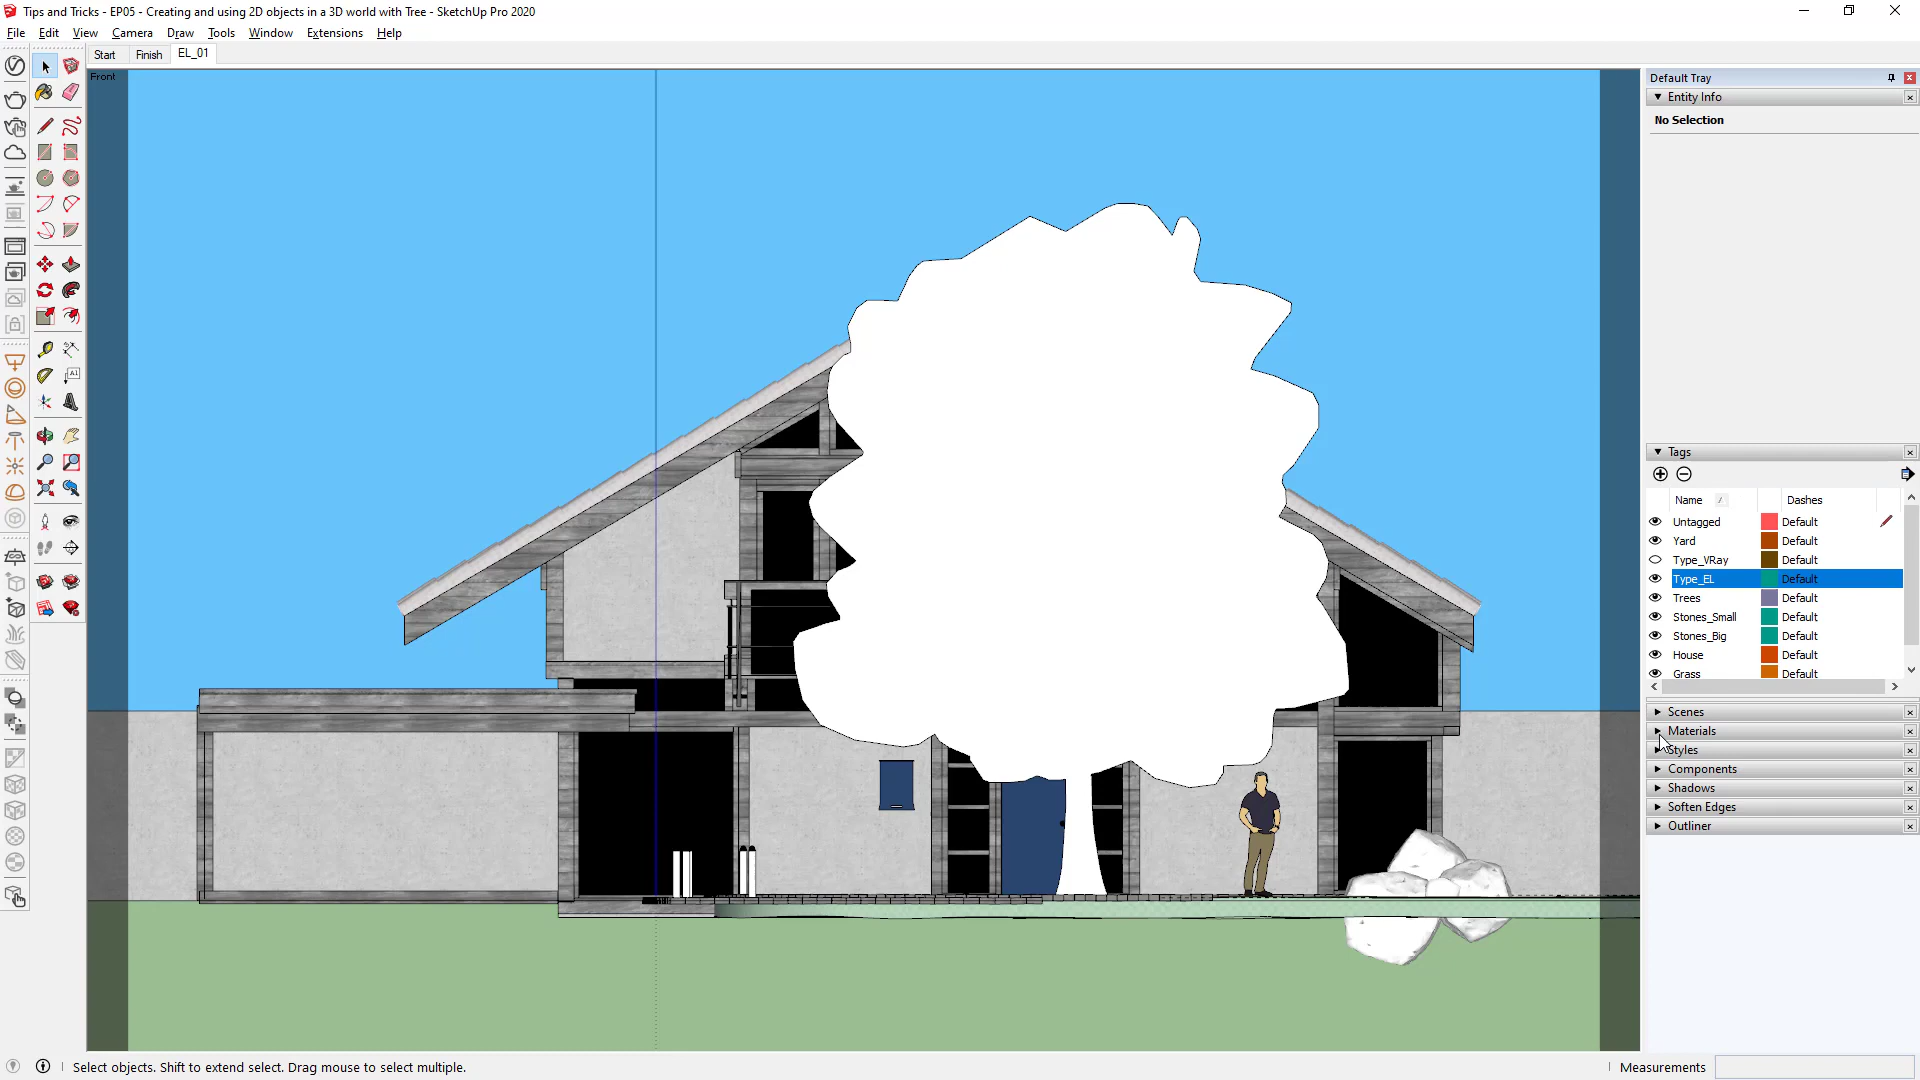 Tips and Tricks - EP05 - Creating and using 2D objects in a 3D world with Tree - SketchUp Pro 2020
File Edit View Camera Draw Tools Window Extensions Help
Start Finish EL_01
Front
Default Tray
Entity Info
No Selection
Tags
Name Dashes
Untagged Default
Yard Default
Type_VRay Default
Type_EL Default
Trees Default
Stones_Small Default
Stones_Big Default
House Default
Grass Default
Scenes
Materials
Styles
Components
Shadows
Soften Edges
Outliner
Select objects. Shift to extend select. Drag mouse to select multiple.
Measurements